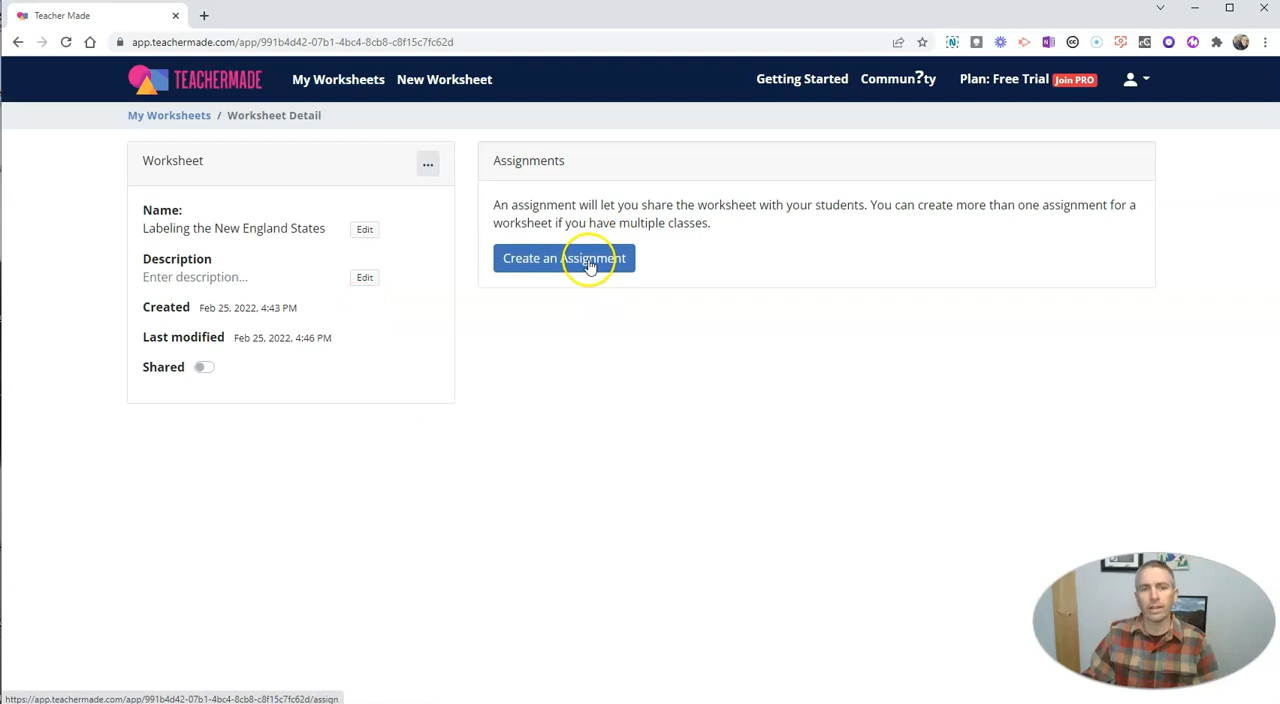 Teacher Made
app.teachermade.com/app/991b4d42-07b1-4bc4-8cb8-c8f15c7fc62d
TEACHERMADE
My Worksheets
New Worksheet
Getting Started
Commun?ty
Plan: Free Trial
Join PRO
My Worksheets / Worksheet Detail
Worksheet
...
Name:
Labeling the New England States
Edit
Description
Enter description...
Edit
Created Feb 25, 2022, 4:43 PM
Last modified Feb 25, 2022, 4:46 PM
Shared
Assignments
An assignment will let you share the worksheet with your students. You can create more than one assignment for a
worksheet if you have multiple classes.
Create an Assignment
https://app.teachermade.com/app/991b4d42-07b1-4bc4-8cb8-c8f15c7fc62d/assign